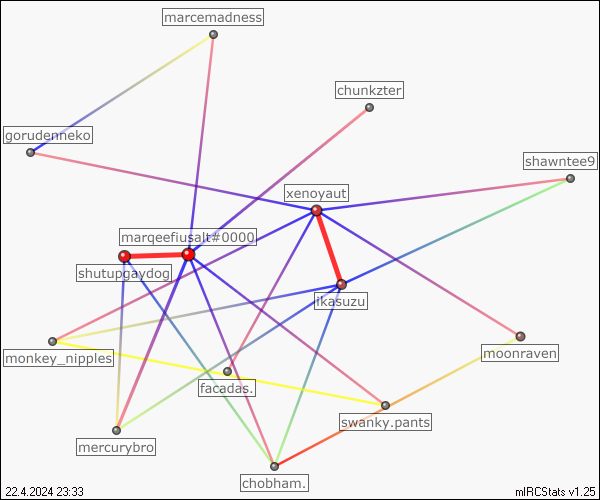 marcemadness
chunkzter
gorudenneko
shawntee9
xenoyaut
marqeefiusalt#0000
shutupgaydog
ikasuzu
monkey_nipples
moonraven
facadas.
swanky.pants
mercurybro
chobham.
22.4.2024 23:33
mIRCStats v1.25